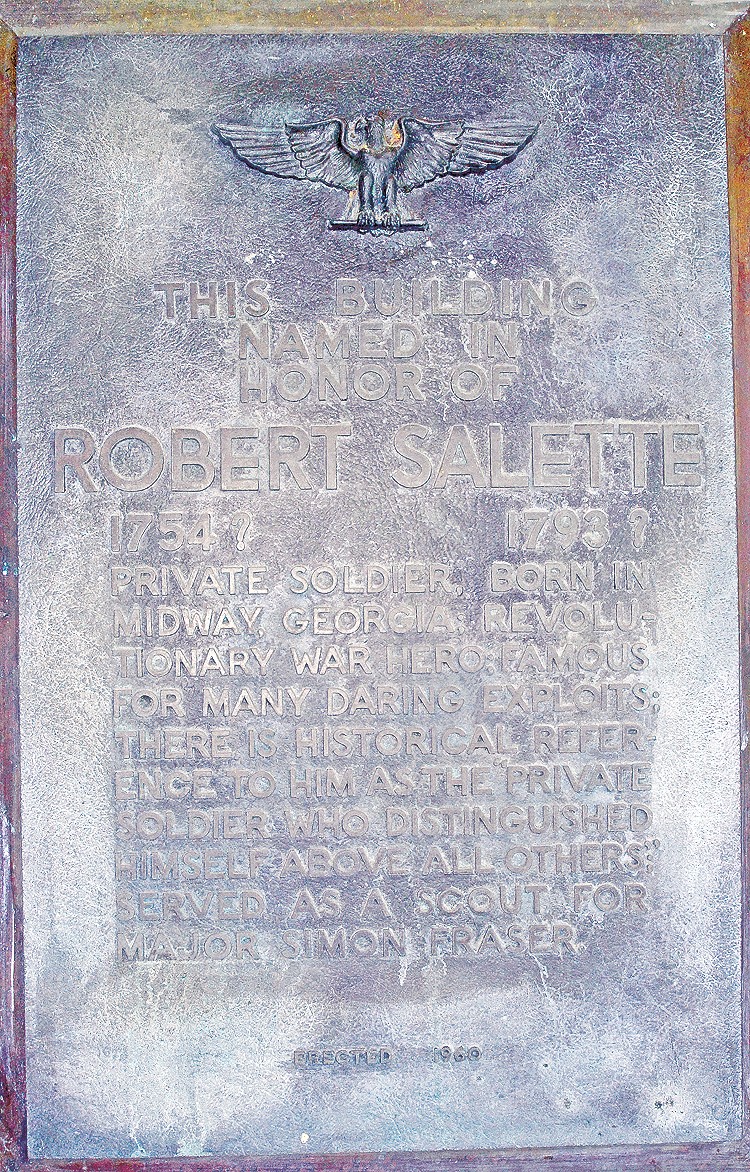 THIS BUILDING
NAMED IN
HONOR OF
ROBERT SALETTE
1754 ? 1793 ?
PRIVATE SOLDIER, BORN IN
MIDWAY, GEORGIA; REVOLU-
TIONARY WAR HERO; FAMOUS
FOR MANY DARING EXPLOITS;
THERE IS HISTORICAL REFER-
ENCE TO HIM AS THE "PRIVATE
SOLDIER WHO DISTINGUISHED
HIMSELF ABOVE ALL OTHERS;"
SERVED AS A SCOUT FOR
MAJOR SIMON FRASER.
ERECTED 1960